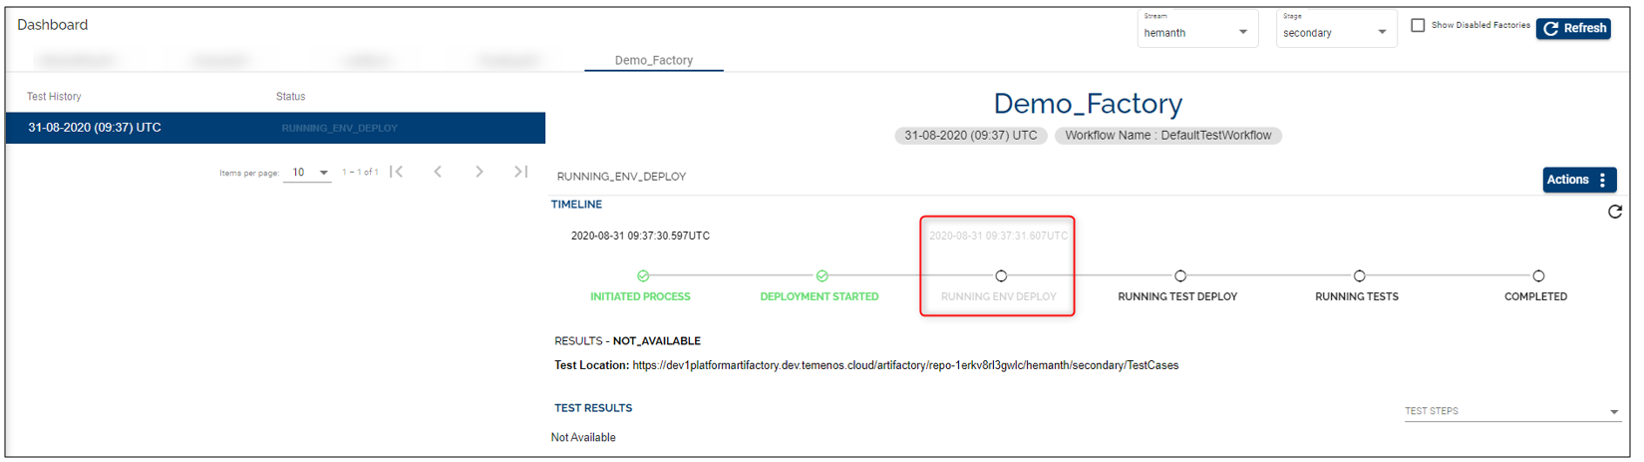 Dashboard
Stream
hemanth
Stage
secondary
Show Disabled Factories
Refresh
Demo_Factory
Test History
Status
31-08-2020 (09:37) UTC
RUNNING_ENV_DEPLOY
Items per page:
10
1 – 1 of 1
Demo_Factory
31-08-2020 (09:37) UTC
Workflow Name : DefaultTestWorkflow
RUNNING_ENV_DEPLOY
Actions
TIMELINE
2020-08-31 09:37:30.597UTC
2020-08-31 09:37:31.607UTC
INITIATED PROCESS
DEPLOYMENT STARTED
RUNNING ENV DEPLOY
RUNNING TEST DEPLOY
RUNNING TESTS
COMPLETED
RESULTS - NOT_AVAILABLE
Test Location: https://dev1platformartifactory.dev.temenos.cloud/artifactory/repo-1erkv8rl3gwlc/hemanth/secondary/TestCases
TEST RESULTS
TEST STEPS
Not Available